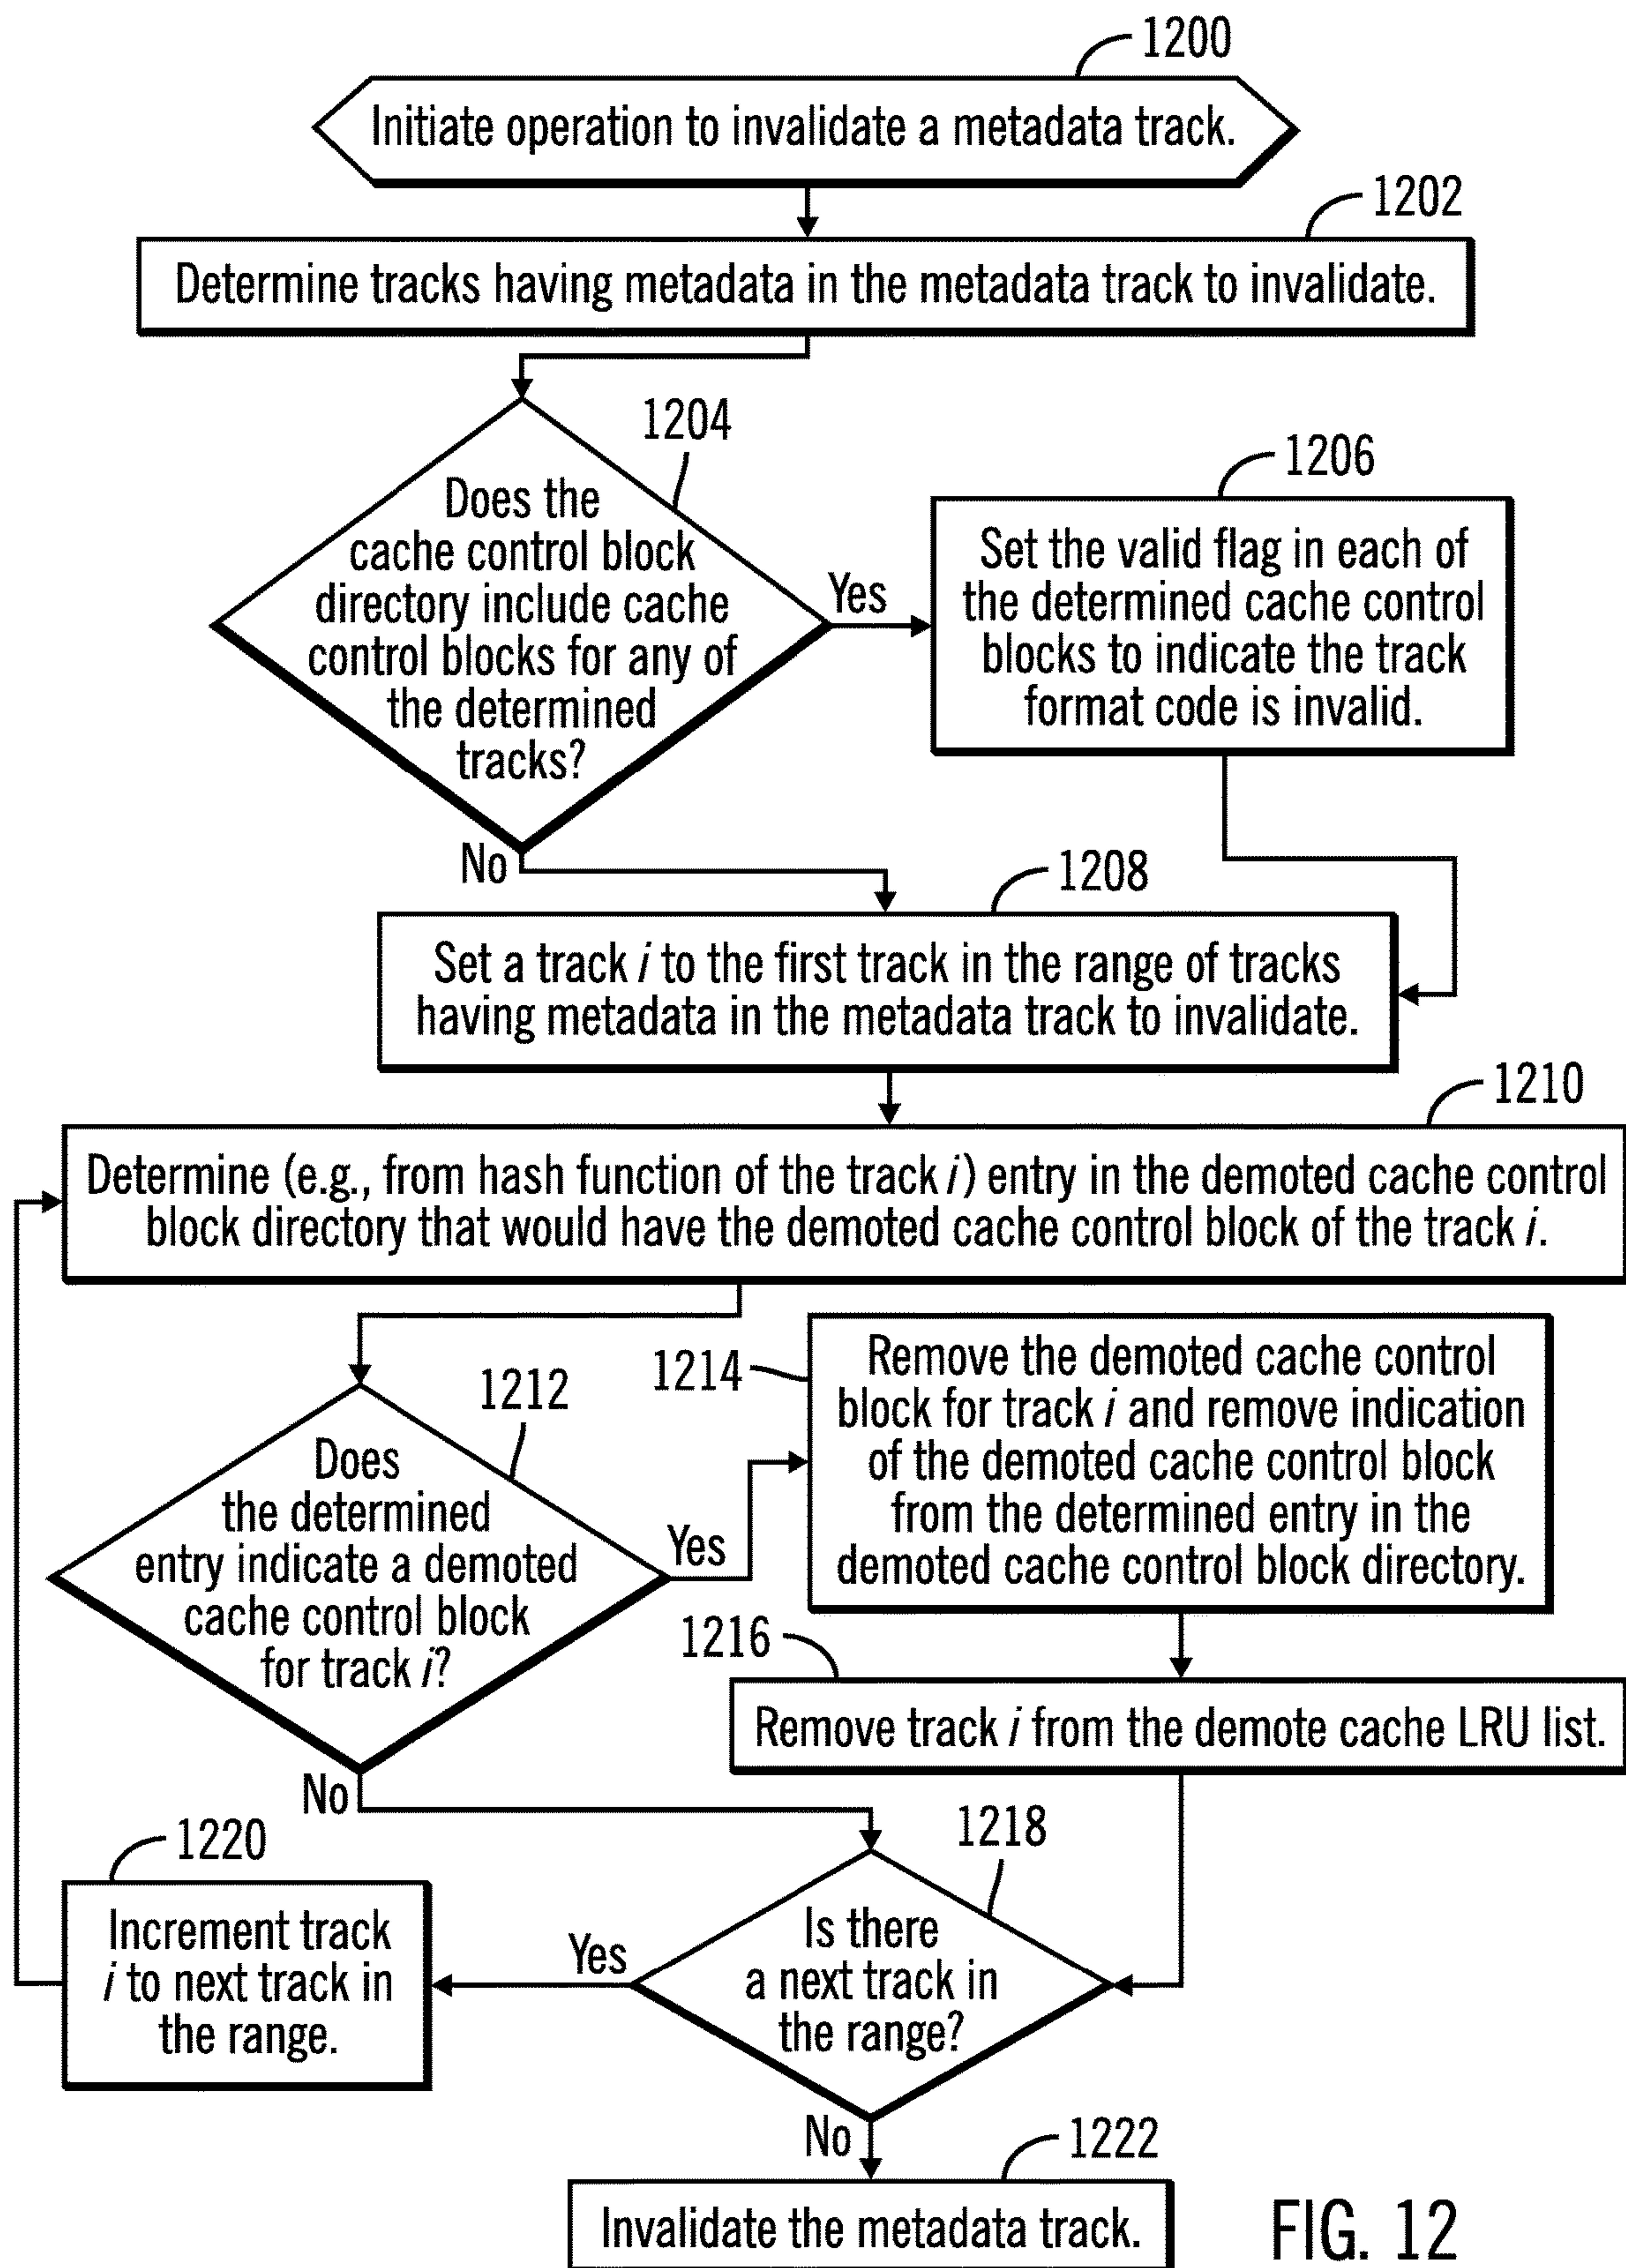 1200
Initiate operation to invalidate a metadata track.
1202
Determine tracks having metadata in the metadata track to invalidate.
1204
Does the
cache control block
directory include cache
control blocks for any of
the determined
tracks?
Yes
No
1206
Set the valid flag in each of
the determined cache control
blocks to indicate the track
format code is invalid.
1208
Set a track i to the first track in the range of tracks
having metadata in the metadata track to invalidate.
1210
Determine (e.g., from hash function of the track i) entry in the demoted cache control
block directory that would have the demoted cache control block of the track i.
1212
Does
the determined
entry indicate a demoted
cache control block
for track i?
Yes
No
1214
Remove the demoted cache control
block for track i and remove indication
of the demoted cache control block
from the determined entry in the
demoted cache control block directory.
1216
Remove track i from the demote cache LRU list.
1218
Is there
a next track in
the range?
Yes
No
1220
Increment track
i to next track in
the range.
1222
Invalidate the metadata track.
FIG. 12